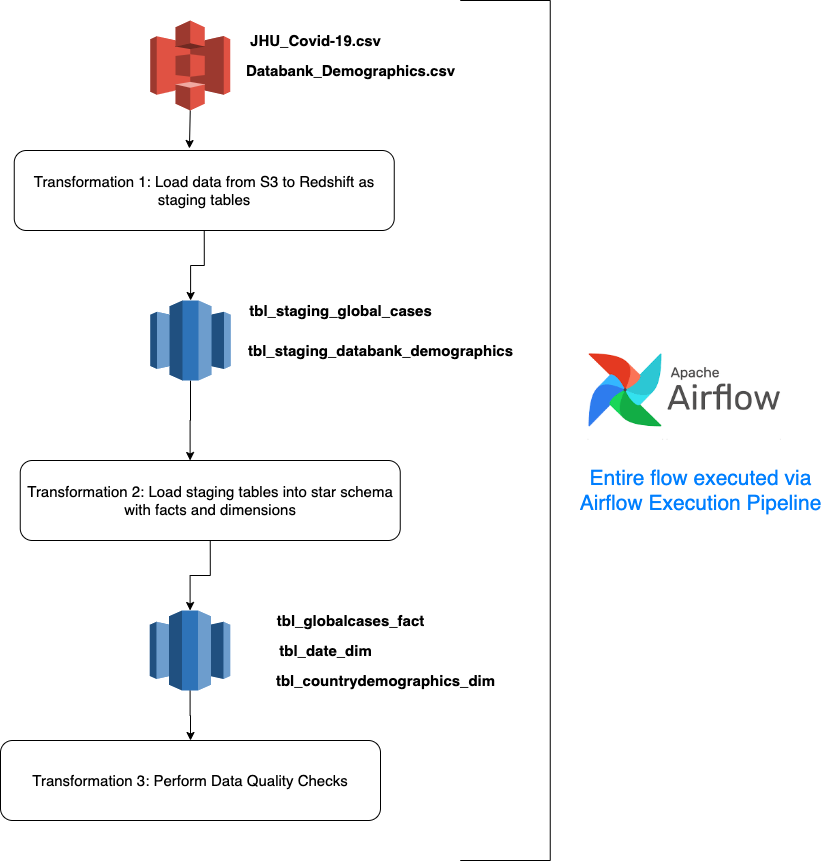 JHU_Covid-19.csv
Databank_Demographics.csv
Transformation 1: Load data from S3 to Redshift as
staging tables
tbl_staging_global_cases
tbl_staging_databank_demographics
Apache
Airflow
Entire flow executed via
Airflow Execution Pipeline
Transformation 2: Load staging tables into star schema
with facts and dimensions
tbl_globalcases_fact
tbl_date_dim
tbl_countrydemographics_dim
Transformation 3: Perform Data Quality Checks